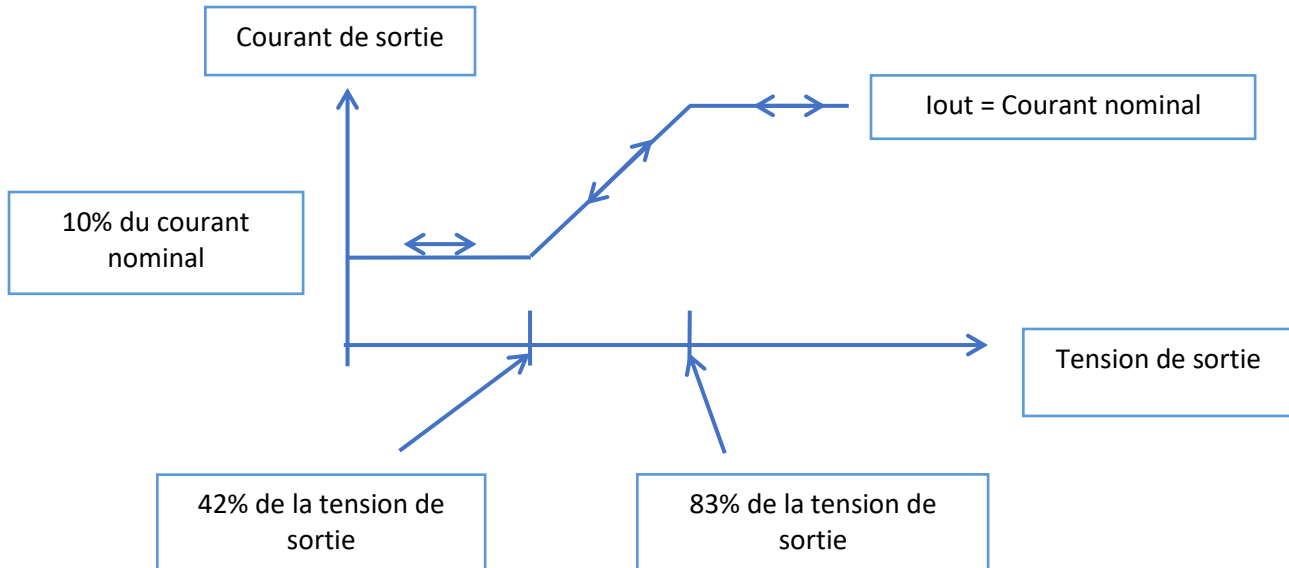 Courant de sortie
Iout = Courant nominal
10% du courant
nominal
Tension de sortie
42% de la tension de
sortie
83% de la tension de
sortie